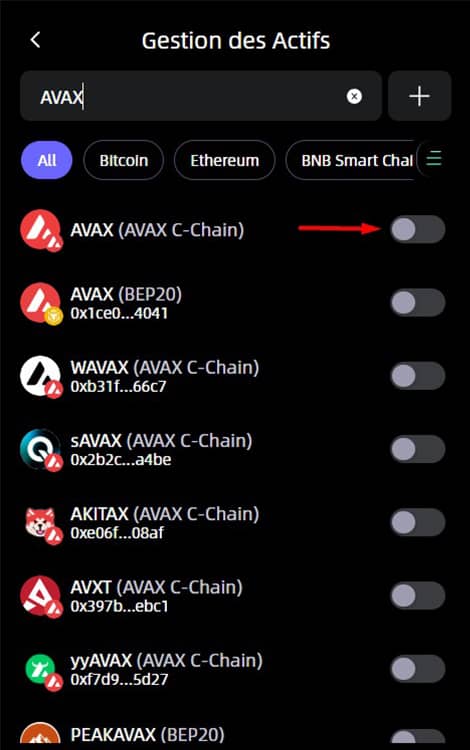 Gestion des Actifs
AVAX
All Bitcoin Ethereum BNB Smart Chai
AVAX (AVAX C-Chain)
AVAX (BEP20)
0x1ce0...4041
WAVAX (AVAX C-Chain)
0xb31f...66c7
sAVAX (AVAX C-Chain)
0x2b2c...a4be
AKITAX (AVAX C-Chain)
0xe06f...08af
AVXT (AVAX C-Chain)
0x397b...ebc1
yyAVAX (AVAX C-Chain)
0xf7d9...5d27
PEAKAVAX (BEP20)